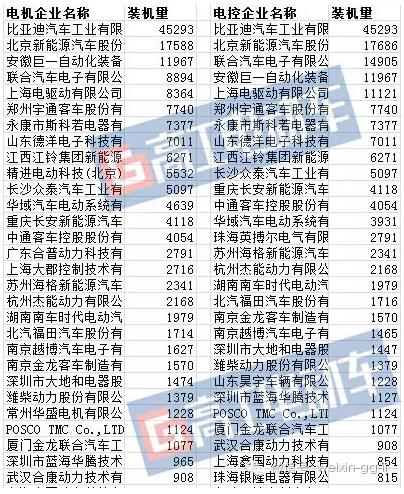 电机企业名称 装机量 电控企业名称 装机量
比亚迪汽车工业有限 45293 比亚迪汽车工业有限 45293
北京新能源汽车股份 17588 北京新能源汽车股份 17686
安徽巨一自动化装备 11967 联合汽车电子有限公 14905
联合汽车电子有限公 8894 安徽巨一自动化装备 11967
上海电驱动有限公司 8364 上海电驱动有限公司 11121
郑州宇通客车股份有 7740 郑州宇通客车股份有 7740
永康市斯科若电器有 7377 永康市斯科若电器有 7377
山东德洋电子科技有 7011 山东德洋电子科技有 7011
江西江铃集团新能源 6271 江西江铃集团新能源 6271
精进电动科技(北京) 5532 长沙众泰汽车工业有 5097
长沙众泰汽车工业有 5097 重庆长安新能源汽车 4118
华域汽车电动系统有 4639 中通客车控股股份有 4054
重庆长安新能源汽车 4118 华域汽车电动系统有 3931
中通客车控股股份有 4054 珠海英搏尔电气有限 2791
广东合普动力科技有 2791 苏州海格新能源汽车 2341
上海大郡控制技术有 2716 杭州杰能动力有限公 2168
苏州海格新能源汽车 2341 湖南南车时代电动汽 1979
杭州杰能动力有限公 2168 北汽福田汽车股份有 1716
湖南南车时代电动汽 1979 南京金龙客车制造有 1570
北汽福田汽车股份有 1714 南京越博汽车电子有 1465
南京越博汽车电子有 1627 深圳市大地和电器股 1447
南京金龙客车制造有 1570 潍柴动力股份有限公 1379
深圳市大地和电器股 1474 山东昊宇车辆有限公 1228
潍柴动力股份有限公 1379 深圳市蓝海华腾技术 1127
常州华盛电机有限公 1228 POSCO TMC Co.,LTI 1124
POSCO TMC Co.,LTD 1124 厦门金龙联合汽车工 1077
厦门金龙联合汽车工 1077 武汉合康动力技术有 908
深圳市蓝海华腾技术 965 上海鑫国动力科技有 854
武汉合康动力技术有 908 珠海银隆电器有限公 815